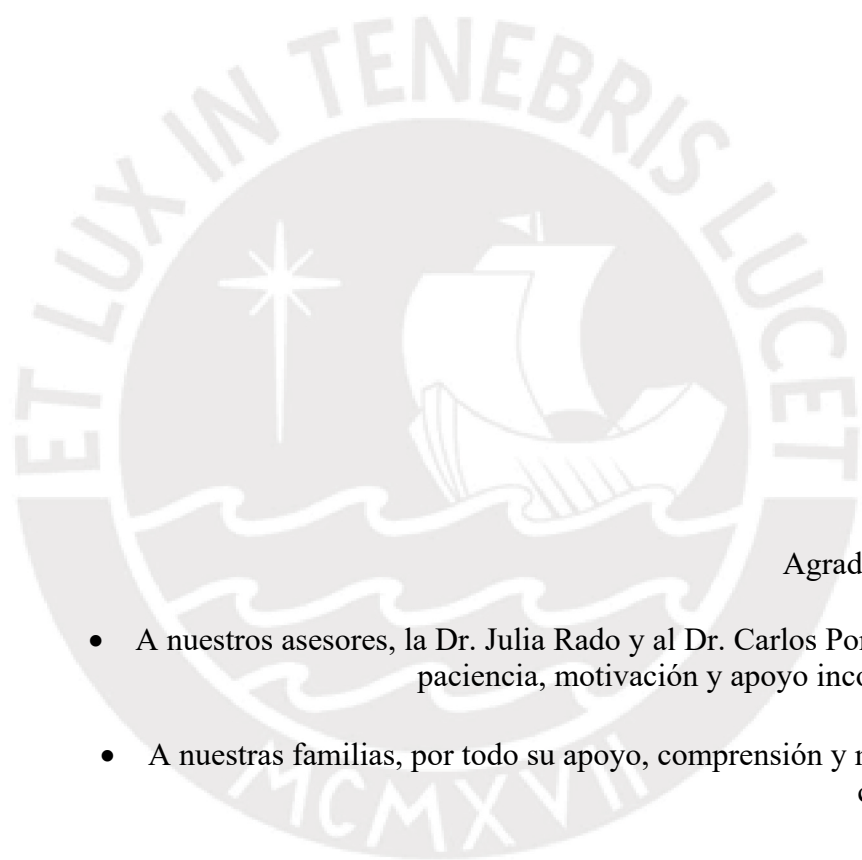 ET LUX IN TENEBRIS LUCET
Agrad
• A nuestros asesores, la Dr. Julia Rado y al Dr. Carlos
paciencia, motivación y apoyo inco
• A nuestras familias, por todo su apoyo, comprensión y
MCMXVII